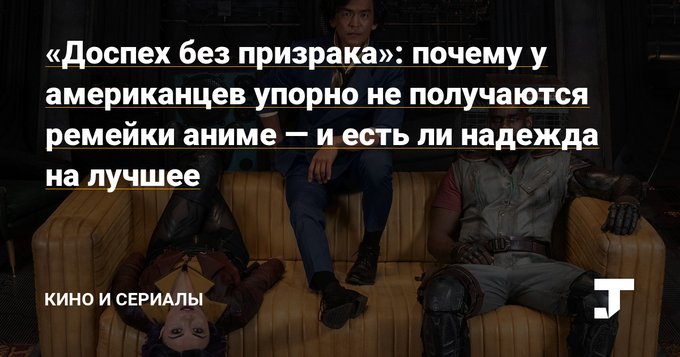 «Доспех без призрака»: почему у
американцев упорно не получаются
ремейки аниме — и есть ли надежда
на лучшее
КИНО И СЕРИАЛЫ